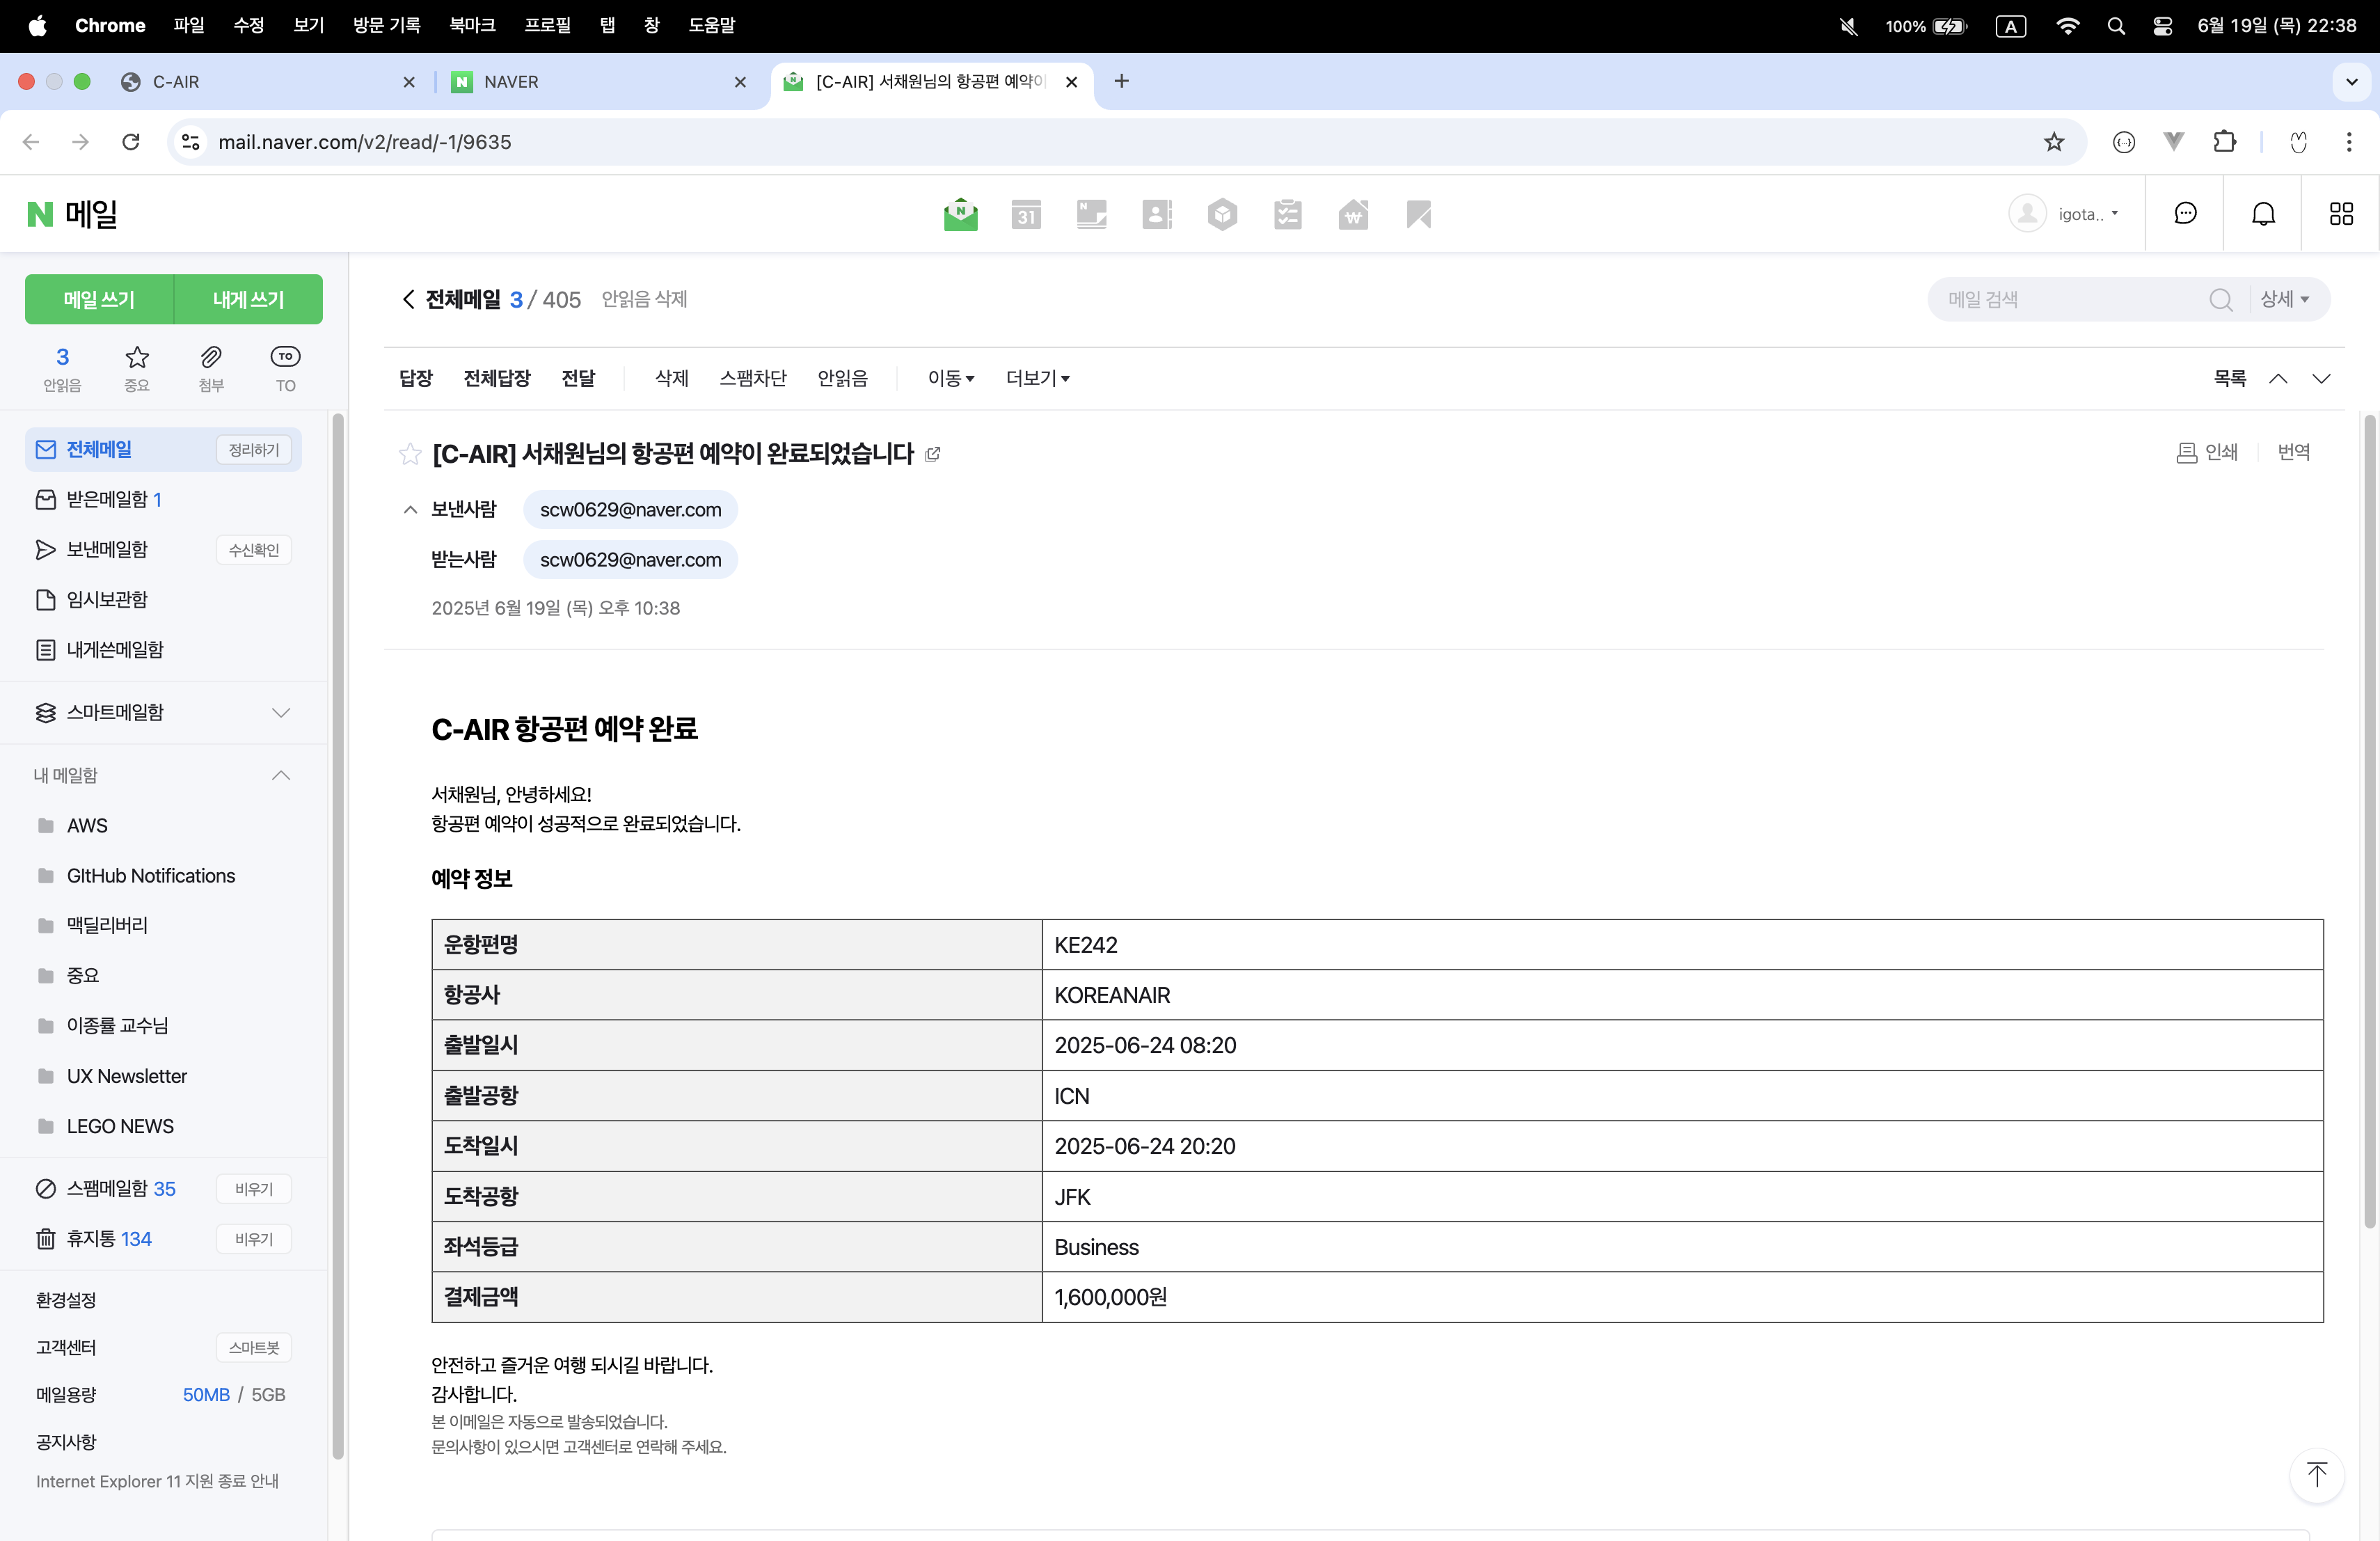 Chrome 파일 수정 보기 방문 기록 북마크 프로필 탭 창 도움말 100% A 6월 19일 (목) 22:38
C-AIR NAVER [C-AIR] 서채원님의 항공편 예약이
mail.naver.com/v2/read/-1/9635
N 메일 31 igota..
메일 쓰기 내게 쓰기
3 TO
안읽음 중요 첨부 TO
전체메일 정리하기
받은메일함 1
보낸메일함 수신확인
임시보관함
내게쓴메일함
스마트메일함
내 메일함
AWS
GItHub Notifications
맥딜리버리
중요
이종률 교수님
UX Newsletter
LEGO NEWS
스팸메일함 35 비우기
휴지통 134 비우기
환경설정
고객센터 스마트봇
메일용량 50MB / 5GB
공지사항
Internet Explorer 11 지원 종료 안내
전체메일 3 / 405 안읽음 삭제 메일 검색 상세
답장 전체답장 전달 삭제 스팸차단 안읽음 이동 더보기 목록
[C-AIR] 서채원님의 항공편 예약이 완료되었습니다 인쇄 번역
보낸사람 scw0629@naver.com
받는사람 scw0629@naver.com
2025년 6월 19일 (목) 오후 10:38
C-AIR 항공편 예약 완료
서채원님, 안녕하세요!
항공편 예약이 성공적으로 완료되었습니다.
예약 정보
운항편명 KE242
항공사 KOREANAIR
출발일시 2025-06-24 08:20
출발공항 ICN
도착일시 2025-06-24 20:20
도착공항 JFK
좌석등급 Business
결제금액 1,600,000원
안전하고 즐거운 여행 되시길 바랍니다.
감사합니다.
본 이메일은 자동으로 발송되었습니다.
문의사항이 있으시면 고객센터로 연락해 주세요.